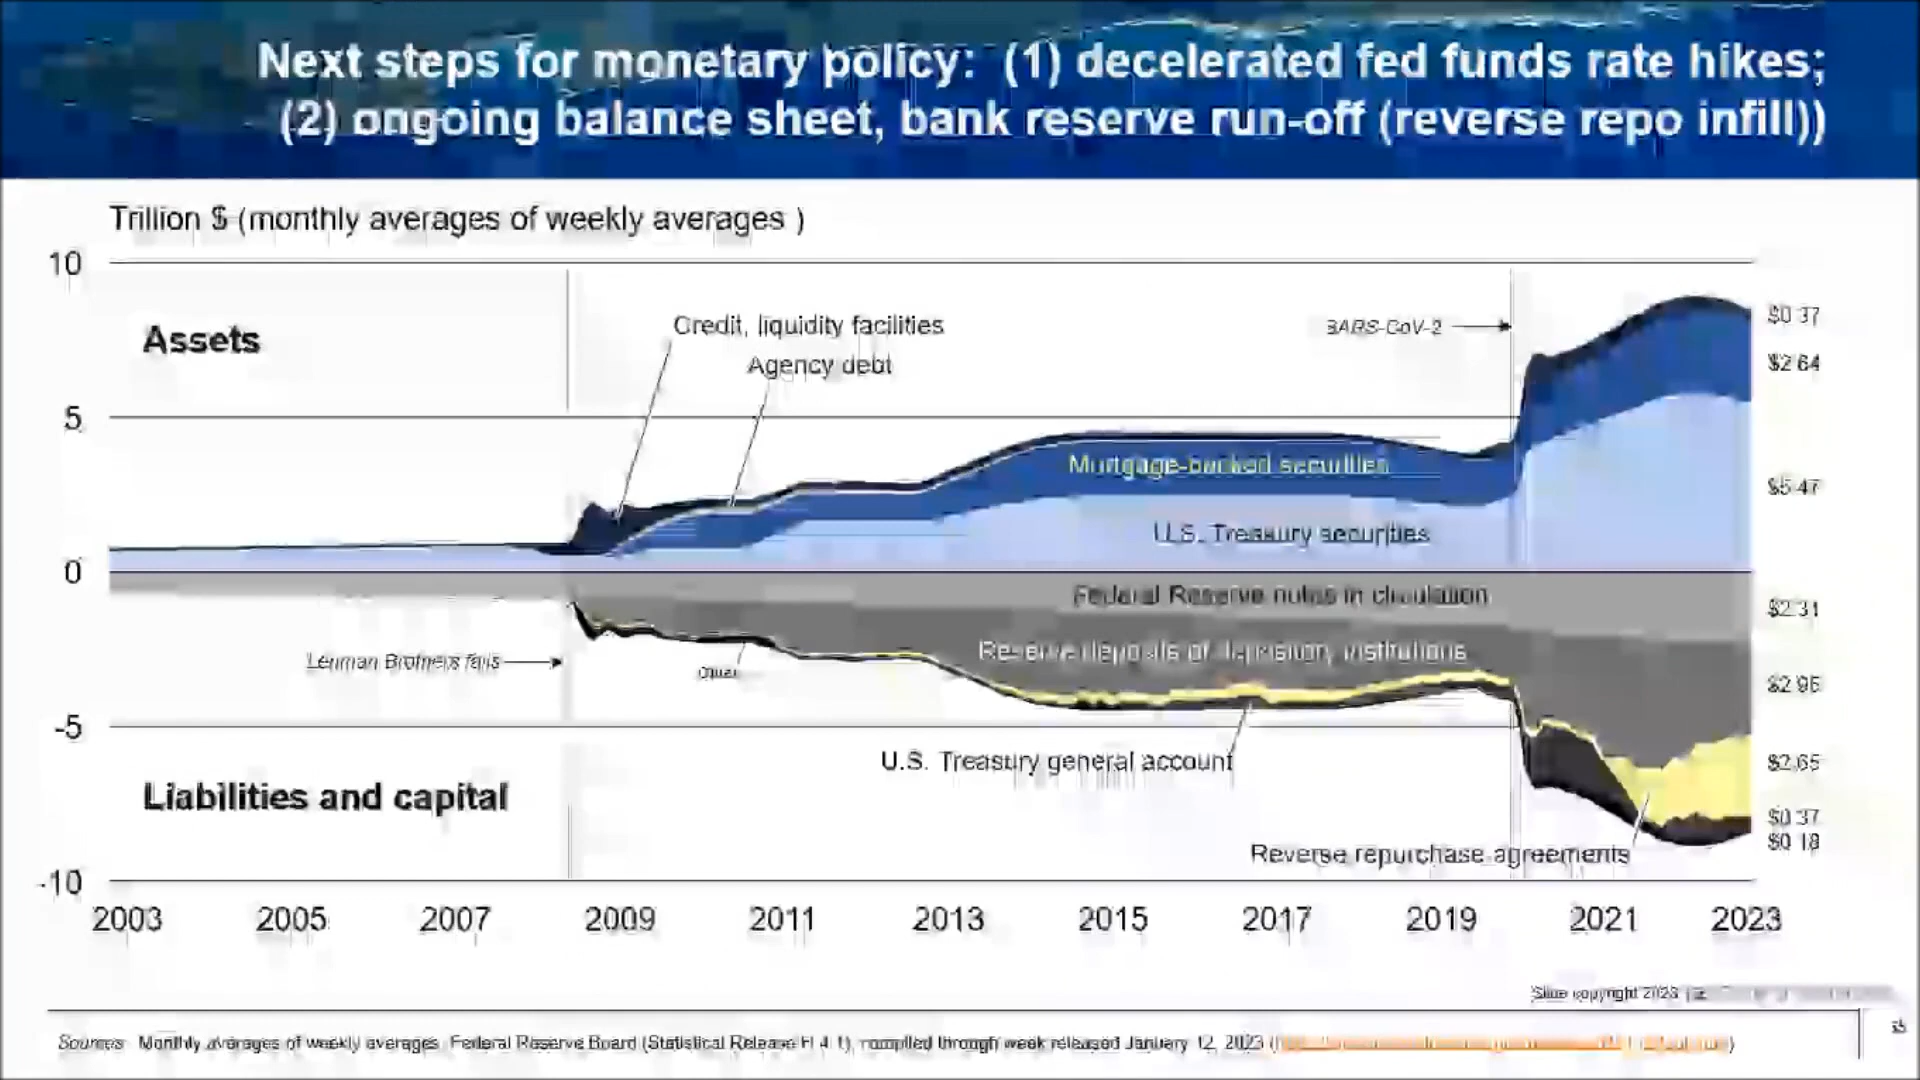 Next steps for monetary policy: (1) decelerated fed funds rate hikes;
(2) ongoing balance sheet, bank reserve run-off (reverse repo infill))
Trillion $ (monthly averages of weekly averages )
10
Assets
Credit, liquidity facilities
Agency debt
SARS-CoV-2
$0.37
$2.64
5
Mortgage-backed securities
$5.47
U.S. Treasury securities
0
Federal Reserve notes in circulation
$2.31
Reserve deposits of depository institutions
Lehman Brothers fails
Other
$2.95
-5
U.S. Treasury general account
$2.65
Liabilities and capital
$0.37
$0.18
Reverse repurchase agreements
-10
2003 2005 2007 2009 2011 2013 2015 2017 2019 2021 2023
Slide copyright 2023
Sources: Monthly averages of weekly averages, Federal Reserve Board (Statistical Release H.4.1), compiled through week released January 12, 2023 (